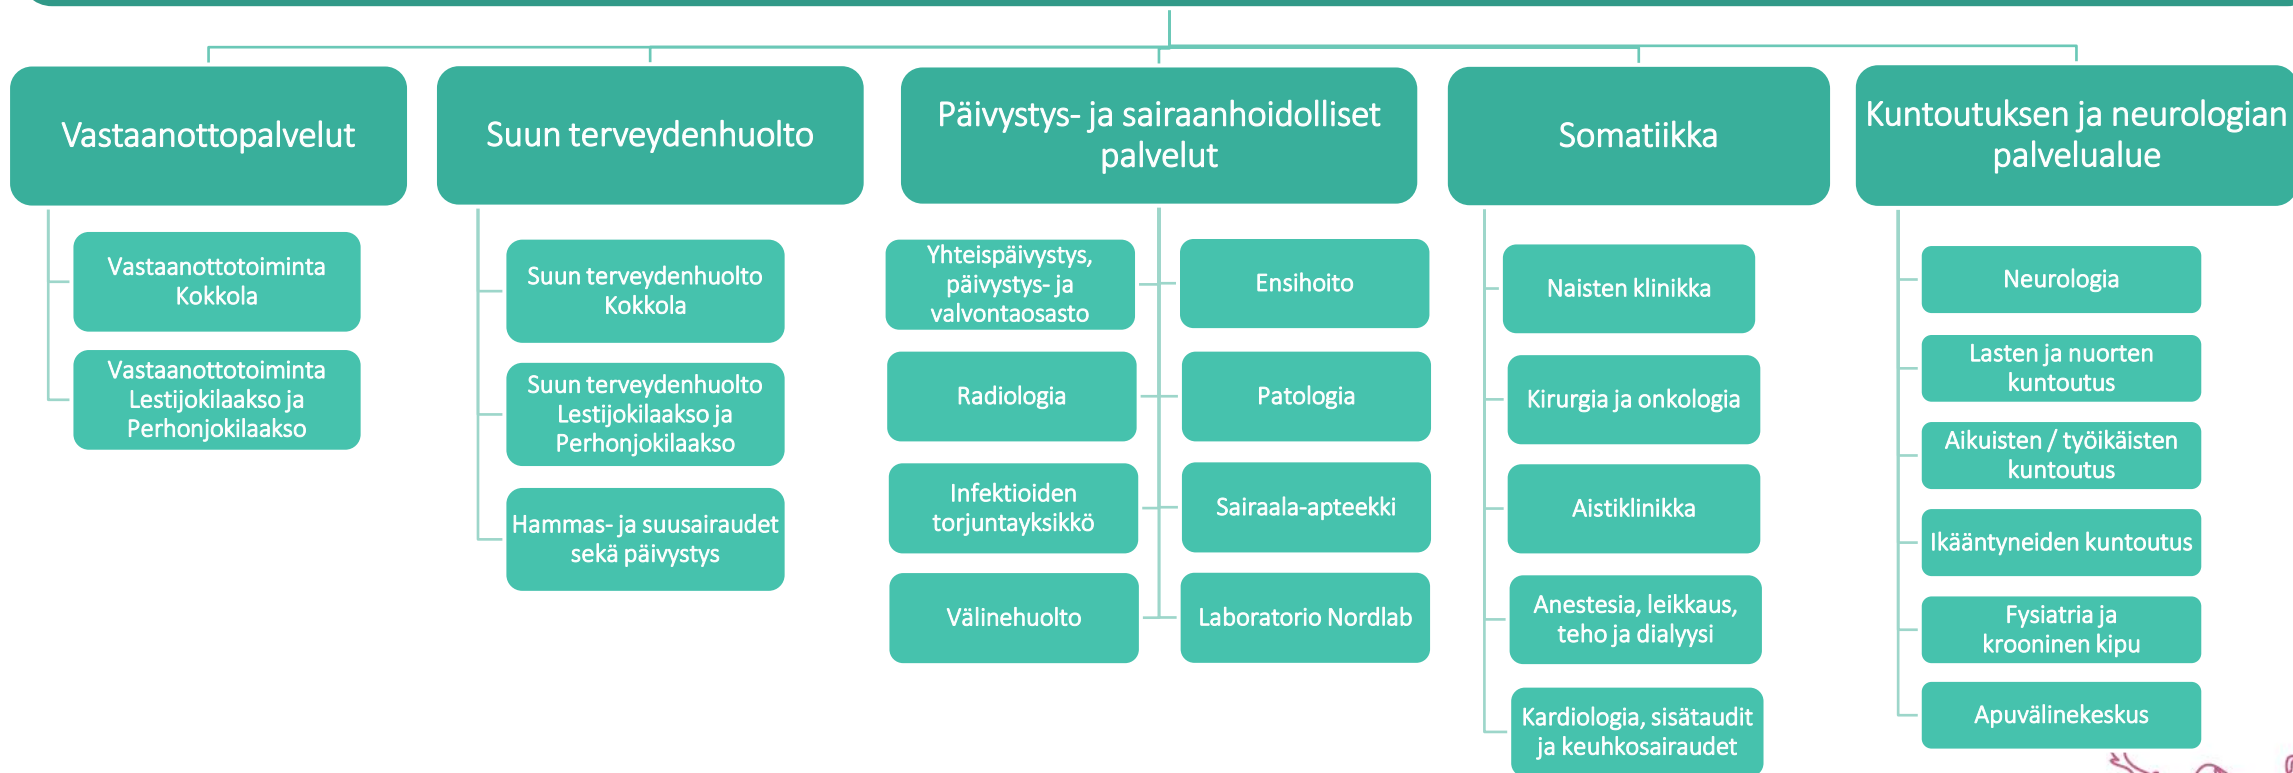 Vastaanottopalvelut
Vastaanottotoiminta
Kokkola
Vastaanottotoiminta
Lestijokilaakso ja
Perhonjokilaakso
Suun terveydenhuolto
Suun terveydenhuolto
Kokkola
Suun terveydenhuolto
Lestijokilaakso ja
Perhonjokilaakso
Hammas- ja suusairaudet
sekä päivystys
Päivystys- ja sairaanhoidolliset
palvelut
Yhteispäivystys,
päivystys- ja
valvontaosasto
Ensihoito
Radiologia
Patologia
Infektioiden
torjuntayksikkö
Sairaala-apteekki
Välinehuolto
Laboratorio Nordlab
Somatiikka
Naisten klinikka
Kirurgia ja onkologia
Aistiklinikka
Anestesia, leikkaus,
teho ja dialyysi
Kardiologia, sisätaudit
ja keuhkosairaudet
Kuntoutuksen ja neurologian
palvelualue
Neurologia
Lasten ja nuorten
kuntoutus
Aikuisten / työikäisten
kuntoutus
Ikääntyneiden kuntoutus
Fysiatria ja
krooninen kipu
Apuvälinekeskus